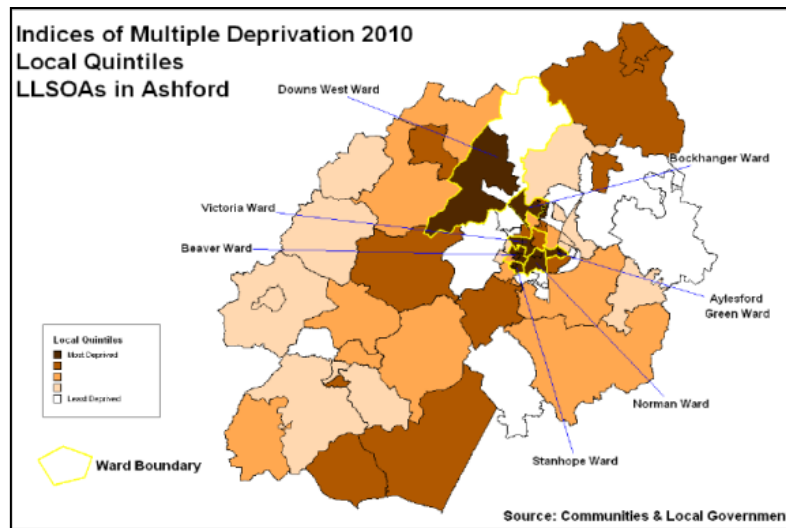 Indices of Multiple Deprivation 2010
Local Quintiles
LLSOAs in Ashford
Downs West Ward
Bockhanger Ward
Victoria Ward
Beaver Ward
Aylesford
Green Ward
Local Quintiles
Most Deprived
Least Deprived
Norman Ward
Ward Boundary
Stanhope Ward
Source: Communities & Local Government